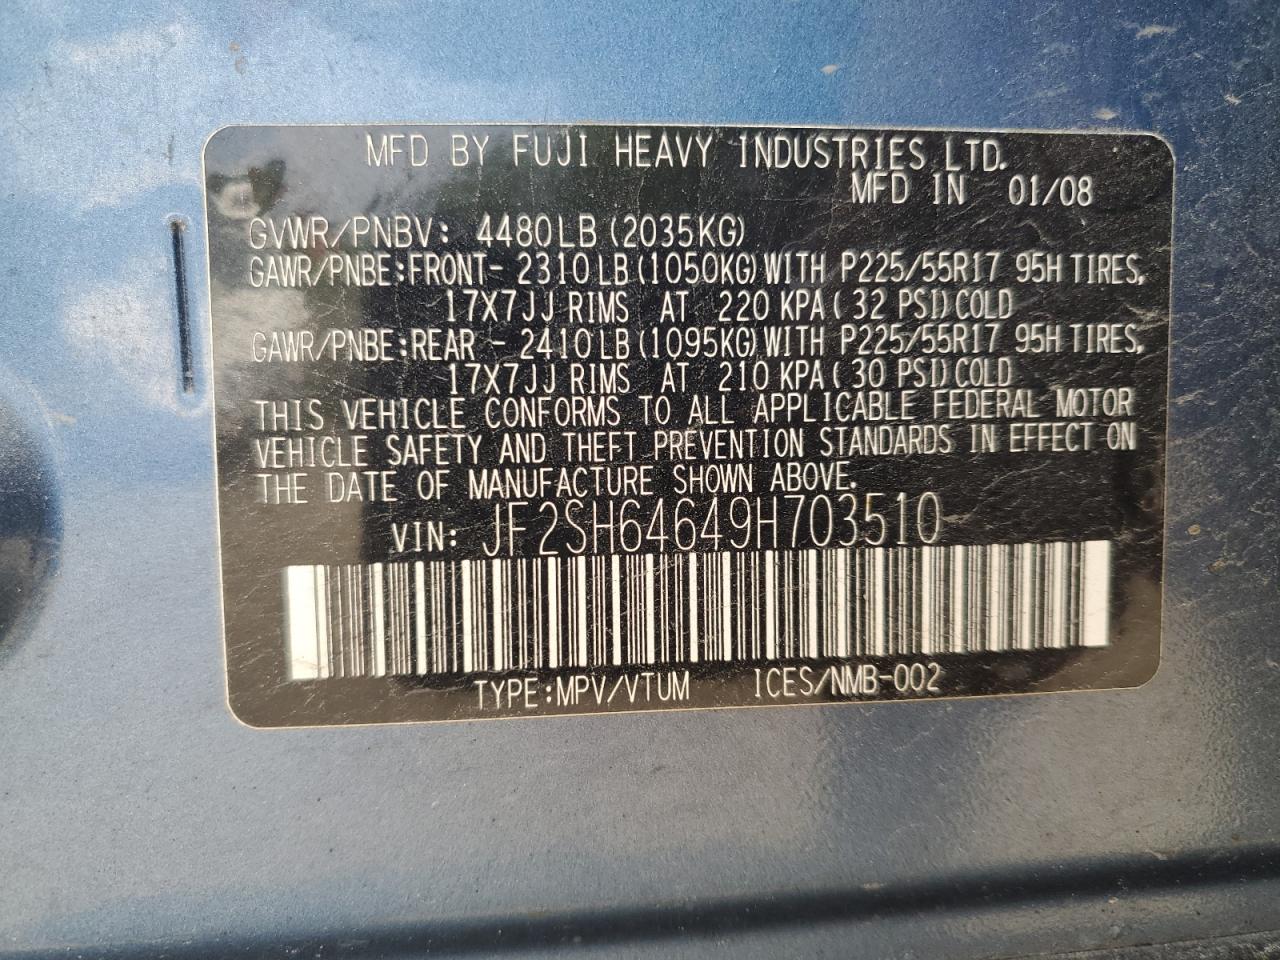 MFD BY FUJI HEAVY INDUSTRIES LTD.
MFD IN 01/08
GVWR/PNBV: 4480LB (2035KG)
GAWR/PNBE:FRONT- 2310LB (1050KG) WITH P225/55R17 95H TIRES,
17X7JJ RIMS AT 220 KPA( 32 PSI) COLD
GAWR/PNBE:REAR - 2410LB (1095KG) WITH P225/55R17 95H TIRES,
17X7JJ RIMS AT 210 KPA( 30 PSI) COLD
THIS VEHICLE CONFORMS TO ALL APPLICABLE FEDERAL MOTOR
VEHICLE SAFETY AND THEFT PREVENTION STANDARDS IN EFFECT ON
THE DATE OF MANUFACTURE SHOWN ABOVE.
VIN: JF2SH64649H703510
TYPE:MPV/VTUM ICES/NMB-002